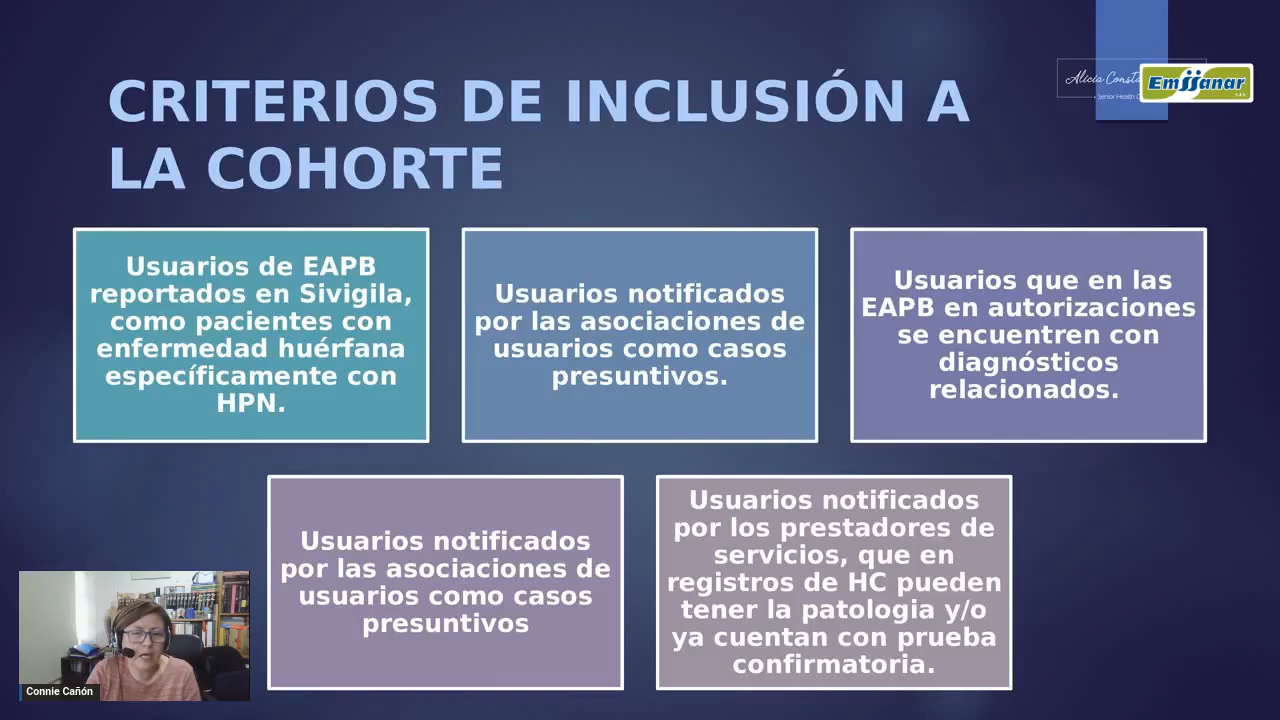 CRITERIOS DE INCLUSIÓN A
LA COHORTE
Alicia
Emssanar
Senior Health
Usuarios de EAPB
reportados en Sivigila,
como pacientes con
enfermedad huérfana
específicamente con
HPN.
Usuarios notificados
por las asociaciones de
usuarios como casos
presuntivos.
Usuarios que en las
EAPB en autorizaciones
se encuentren con
diagnósticos
relacionados.
Usuarios notificados
por las asociaciones de
usuarios como casos
presuntivos
Usuarios notificados
por los prestadores de
servicios, que en
registros de HC pueden
tener la patologia y/o
ya cuentan con prueba
confirmatoria.
Connie Cañón